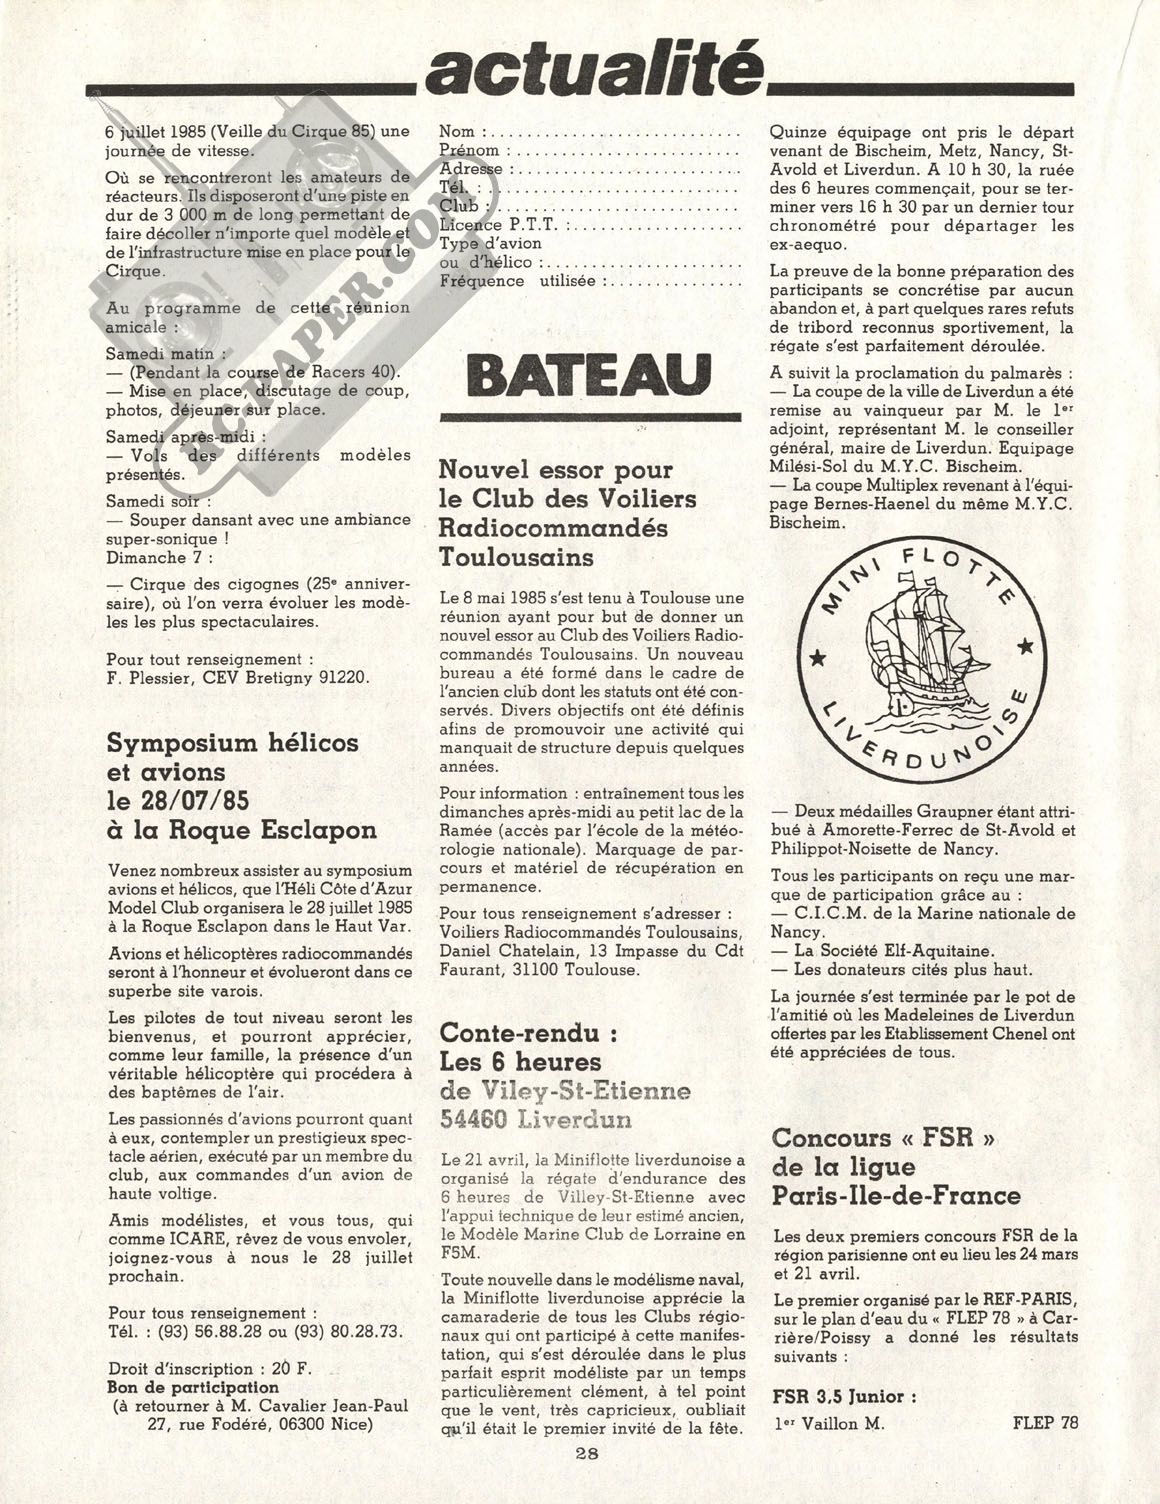 actualité
6 juillet 1985 (Veille du Cirque 85) une
journée de vitesse.
Où se rencontreront les amateurs de
réacteurs. Ils disposeront d'une piste en
dur de 3 000 m de long permettant de
faire décoller n'importe quel modèle et
de l'infrastructure mise en place pour le
Cirque.
Au programme de cette réunion
amicale :
Samedi matin :
— (Pendant la course de Racers 40).
— Mise en place, discutage de coup,
photos, déjeuner sur place.
Samedi après-midi :
— Vols des différents modèles
présentés.
Samedi soir :
— Souper dansant avec une ambiance
super-sonique !
Dimanche 7 :
— Cirque des cigognes (25e anniver-
saire), où l'on verra évoluer les modè-
les les plus spectaculaires.
Pour tout renseignement :
F. Plessier, CEV Bretigny 91220.
Symposium hélicos
et avions
le 28/07/85
à la Roque Esclapon
Venez nombreux assister au symposium
avions et hélicos, que l'Héli Côte d'Azur
Model Club organisera le 28 juillet 1985
à la Roque Esclapon dans le Haut Var.
Avions et hélicoptères radiocommandés
seront à l'honneur et évolueront dans ce
superbe site varois.
Les pilotes de tout niveau seront les
bienvenus, et pourront apprécier,
comme leur famille, la présence d'un
véritable hélicoptère qui procédera à
des baptêmes de l'air.
Les passionnés d'avions pourront quant
à eux, contempler un prestigieux spec-
tacle aérien, exécuté par un membre du
club, aux commandes d'un avion de
haute voltige.
Amis modélistes, et vous tous, qui
comme ICARE, rêvez de vous envoler,
joignez-vous à nous le 28 juillet
prochain.
Pour tous renseignement :
Tél. : (93) 56.88.28 ou (93) 80.28.73.
Droit d'inscription : 20 F.
Bon de participation
(à retourner à M. Cavalier Jean-Paul
27, rue Fodéré, 06300 Nice)
Nom : ...........................
Prénom : ........................
Adresse : .......................
Tél. : ..........................
Club : ..........................
Licence P.T.T. : ..................
Type d'avion
ou d'hélico : .....................
Fréquence utilisée : ..............
RC-PAPER.COM
BATEAU
Nouvel essor pour
le Club des Voiliers
Radiocommandés
Toulousains
Le 8 mai 1985 s'est tenu à Toulouse une
réunion ayant pour but de donner un
nouvel essor au Club des Voiliers Radio-
commandés Toulousains. Un nouveau
bureau a été formé dans le cadre de
l'ancien club dont les statuts ont été con-
servés. Divers objectifs ont été définis
afins de promouvoir une activité qui
manquait de structure depuis quelques
années.
Pour information : entraînement tous les
dimanches après-midi au petit lac de la
Ramée (accès par l'école de la météo-
rologie nationale). Marquage de par-
cours et matériel de récupération en
permanence.
Pour tous renseignement s'adresser :
Voiliers Radiocommandés Toulousains,
Daniel Chatelain, 13 Impasse du Cdt
Faurant, 31100 Toulouse.
Conte-rendu :
Les 6 heures
de Viley-St-Etienne
54460 Liverdun
Le 21 avril, la Miniflotte liverdunoise a
organisé la régate d'endurance des
6 heures de Villey-St-Etienne avec
l'appui technique de leur estimé ancien,
le Modèle Marine Club de Lorraine en
F5M.
Toute nouvelle dans le modélisme naval,
la Miniflotte liverdunoise apprécie la
camaraderie de tous les Clubs régio-
naux qui ont participé à cette manifes-
tation, qui s'est déroulée dans le plus
parfait esprit modéliste par un temps
particulièrement clément, à tel point
que le vent, très capricieux, oubliait
qu'il était le premier invité de la fête.
Quinze équipage ont pris le départ
venant de Bischeim, Metz, Nancy, St-
Avold et Liverdun. A 10 h 30, la ruée
des 6 heures commençait, pour se ter-
miner vers 16 h 30 par un dernier tour
chronométré pour départager les
ex-aequo.
La preuve de la bonne préparation des
participants se concrétise par aucun
abandon et, à part quelques rares refuts
de tribord reconnus sportivement, la
régate s'est parfaitement déroulée.
A suivit la proclamation du palmarès :
— La coupe de la ville de Liverdun a été
remise au vainqueur par M. le 1er
adjoint, représentant M. le conseiller
général, maire de Liverdun. Equipage
Milési-Sol du M.Y.C. Bischeim.
— La coupe Multiplex revenant à l'équi-
page Bernes-Haenel du même M.Y.C.
Bischeim.
MINI FLOTTE
LIVERDUNOISE
— Deux médailles Graupner étant attri-
bué à Amorette-Ferrec de St-Avold et
Philippot-Noisette de Nancy.
Tous les participants on reçu une mar-
que de participation grâce au :
— C.I.C.M. de la Marine nationale de
Nancy.
— La Société Elf-Aquitaine.
— Les donateurs cités plus haut.
La journée s'est terminée par le pot de
l'amitié où les Madeleines de Liverdun
offertes par les Etablissement Chenel ont
été appréciées de tous.
Concours « FSR »
de la ligue
Paris-Ile-de-France
Les deux premiers concours FSR de la
région parisienne ont eu lieu les 24 mars
et 21 avril.
Le premier organisé par le REF-PARIS,
sur le plan d'eau du « FLEP 78 » à Car-
rière/Poissy a donné les résultats
suivants :
FSR 3,5 Junior :
1er Vaillon M. FLEP 78
28